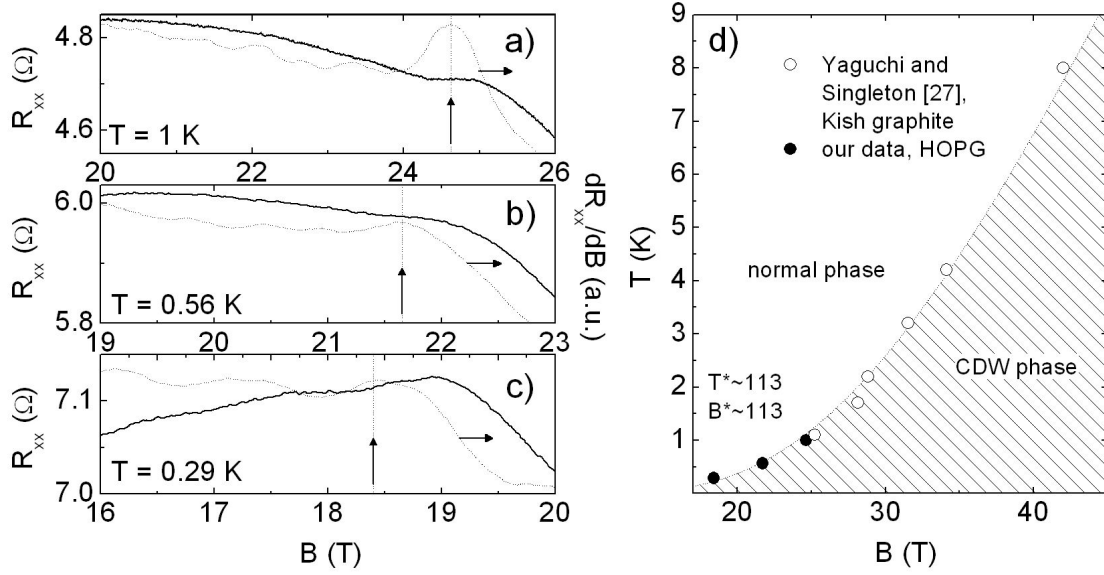 a)
R_xx (Ω)
4.8
4.6
T = 1 K
20 22 24 26
b)
R_xx (Ω)
6.0
5.8
T = 0.56 K
19 20 21 22 23
c)
R_xx (Ω)
7.1
7.0
T = 0.29 K
16 17 18 19 20
B (T)
dR_xx/dB (a.u.)
d)
T (K)
9
8
7
6
5
4
3
2
1
Yaguchi and
Singleton [27],
Kish graphite
our data, HOPG
normal phase
CDW phase
T*~113
B*~113
20 30 40
B (T)